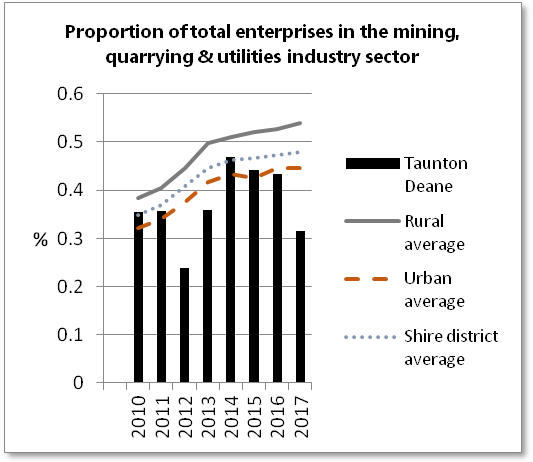 Proportion of total enterprises in the mining,
quarrying & utilities industry sector
0.6
0.5
0.4
0.3
0.2
0.1
0
%
2010
2011
2012
2013
2014
2015
2016
2017
Taunton
Deane
Rural
average
Urban
average
Shire district
average